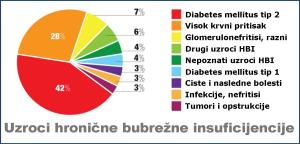 7%
6%
4%
4%
3%
3%
3%
28%
42%
Diabetes mellitus tip 2
Visok krvni pritisak
Glomerulonefritisi, razni
Drugi uzroci HBI
Nepoznati uzroci HBI
Diabetes mellitus tip 1
Ciste i nasledne bolesti
Infekcije, nefritisi
Tumori i opstrukcije
Uzroci hronične bubrežne insuficijencije